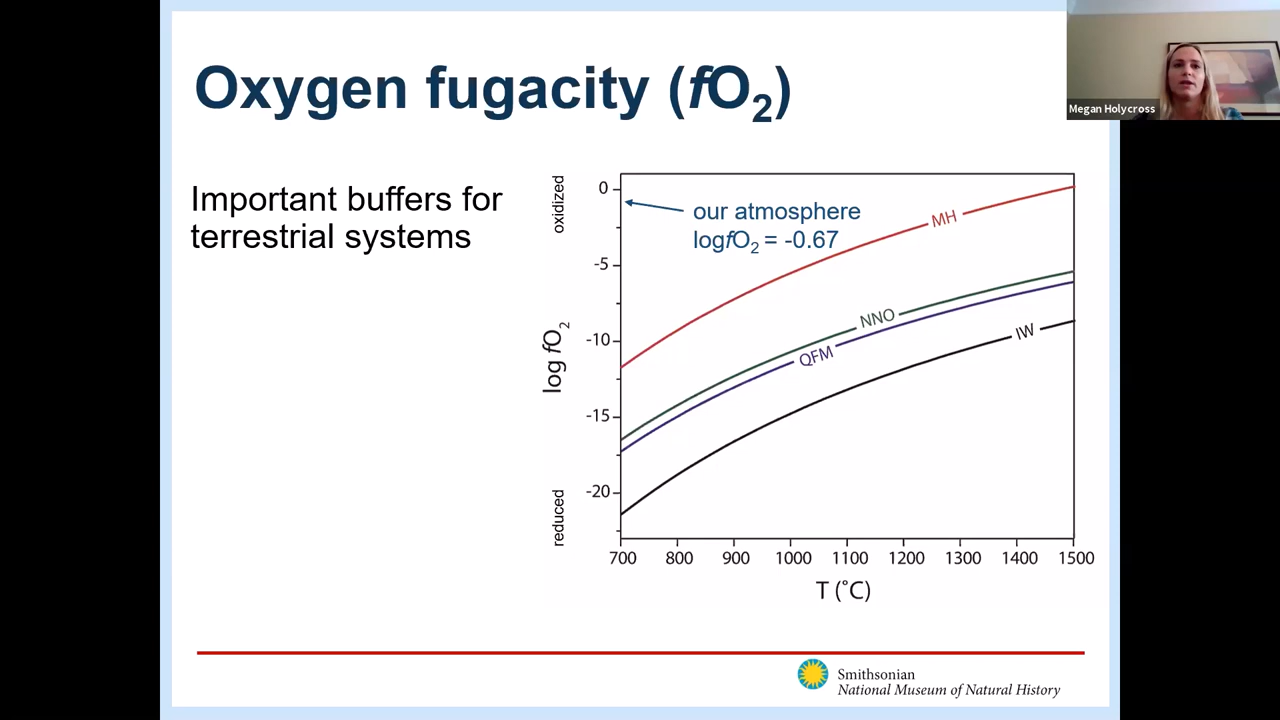 Oxygen fugacity (fO₂)
Megan Holycross
Important buffers for
terrestrial systems
oxidized
reduced
log fO₂
0
-5
-10
-15
-20
our atmosphere
logfO₂ = -0.67
MH
NNO
QFM
IW
700 800 900 1000 1100 1200 1300 1400 1500
T (˚C)
Smithsonian
National Museum of Natural History